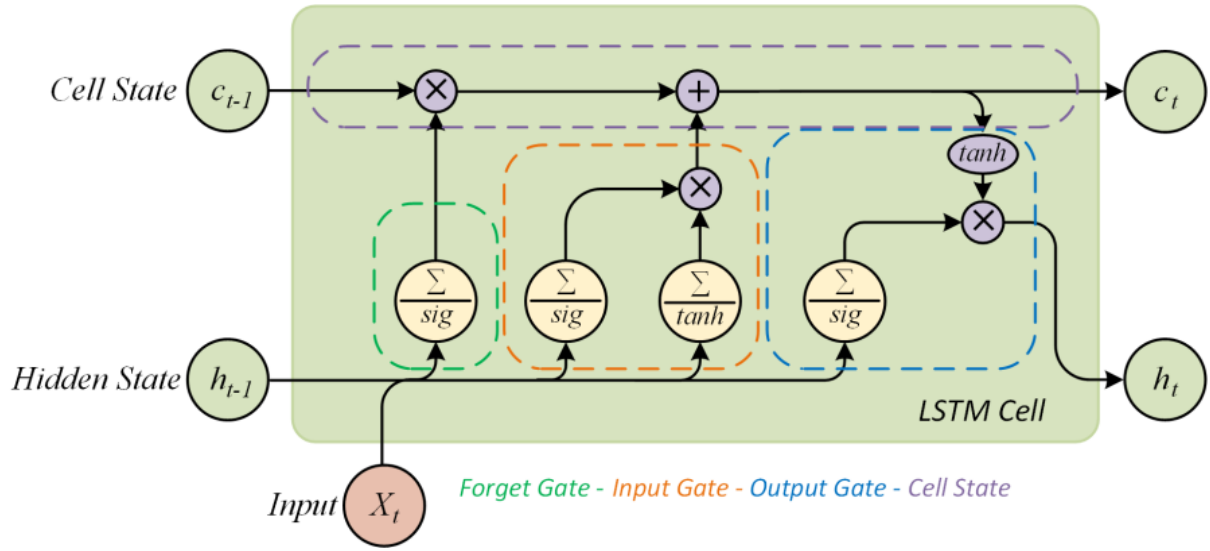 Cell State
c_{t-1}
×
+
c_t
tanh
×
×
Σ
sig
Σ
sig
Σ
tanh
Σ
sig
Hidden State
h_{t-1}
h_t
LSTM Cell
Input
X_t
Forget Gate - Input Gate - Output Gate - Cell State